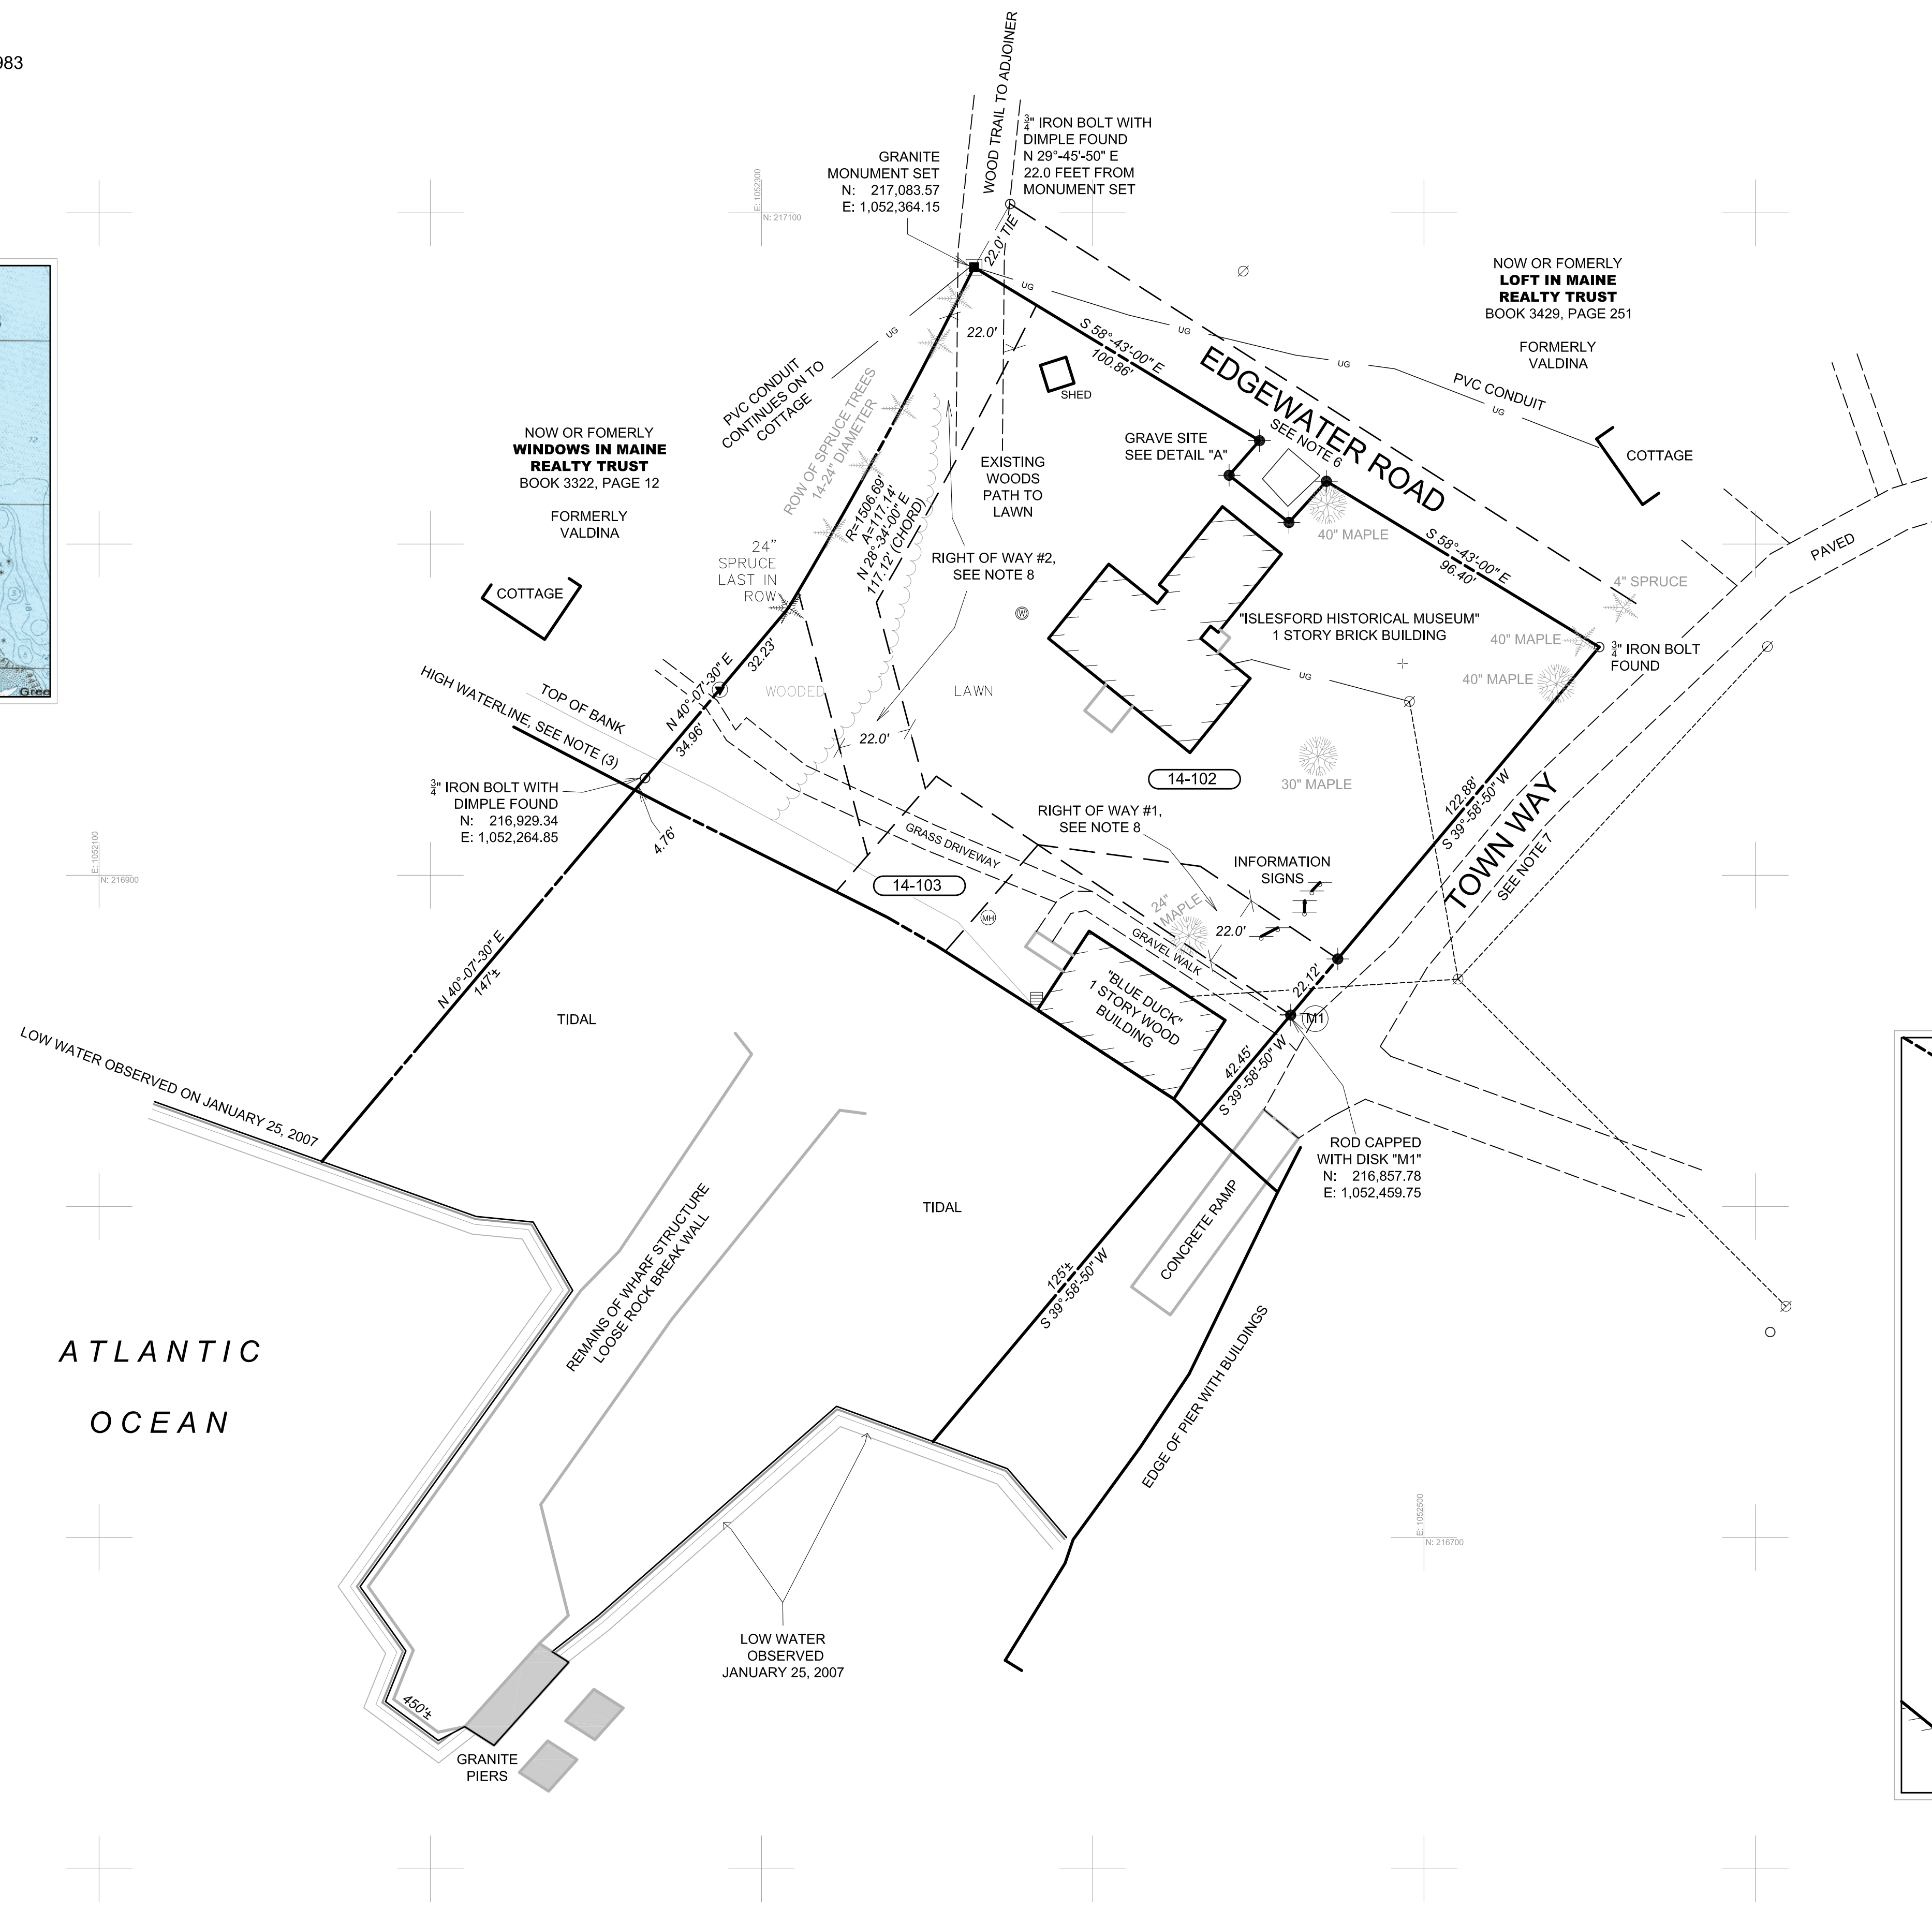 983
WOOD TRAIL TO ADJOINER
3/4" IRON BOLT WITH
DIMPLE FOUND
N 29°-45'-50" E
22.0 FEET FROM
MONUMENT SET
GRANITE
MONUMENT SET
N: 217,083.57
E: 1,052,364.15
E: 1052300
N: 217100
22.0' TIE
UG
UG
UG
UG
UG
NOW OR FOMERLY
LOFT IN MAINE
REALTY TRUST
BOOK 3429, PAGE 251
FORMERLY
VALDINA
S 58°-43'-00" E
100.86'
22.0'
EDGEWATER ROAD
SEE NOTE 6
SHED
PVC CONDUIT
PVC CONDUIT
CONTINUES ON TO
COTTAGE
ROW OF SPRUCE TREES
14-24" DIAMETER
NOW OR FOMERLY
WINDOWS IN MAINE
REALTY TRUST
BOOK 3322, PAGE 12
FORMERLY
VALDINA
GRAVE SITE
SEE DETAIL "A"
COTTAGE
EXISTING
WOODS
PATH TO
LAWN
R=1506.69'
A=117.14'
N 28°-34'-00" E
117.12' (CHORD)
40" MAPLE
PAVED
24"
SPRUCE
LAST IN
ROW
RIGHT OF WAY #2,
SEE NOTE 8
S 58°-43'-00" E
96.40'
4" SPRUCE
COTTAGE
W
"ISLESFORD HISTORICAL MUSEUM"
1 STORY BRICK BUILDING
40" MAPLE
3/4" IRON BOLT
FOUND
40" MAPLE
UG
N 40°-07'-30" E
32.23'
34.96'
WOODED
LAWN
HIGH WATERLINE, SEE NOTE (3)
TOP OF BANK
22.0'
14-102
30" MAPLE
3/4" IRON BOLT WITH
DIMPLE FOUND
N: 216,929.34
E: 1,052,264.85
4.76'
RIGHT OF WAY #1,
SEE NOTE 8
GRASS DRIVEWAY
122.88'
S 39°-58'-50" W
TOWN WAY
SEE NOTE 7
E: 1052100
N: 216900
14-103
INFORMATION
SIGNS
24"
MAPLE
MH
22.0'
GRAVEL WALK
"BLUE DUCK"
1 STORY WOOD
BUILDING
22.12'
M1
N 40°-07'-30" E
147'±
TIDAL
42.45'
S 39°-58'-50" W
LOW WATER OBSERVED ON JANUARY 25, 2007
ROD CAPPED
WITH DISK "M1"
N: 216,857.78
E: 1,052,459.75
TIDAL
REMAINS OF WHARF STRUCTURE
LOOSE ROCK BREAK WALL
CONCRETE RAMP
125'±
S 39°-58'-50" W
EDGE OF PIER WITH BUILDINGS
ATLANTIC
OCEAN
E: 1052500
N: 216700
LOW WATER
OBSERVED
JANUARY 25, 2007
450'±
GRANITE
PIERS
12
18
Gree